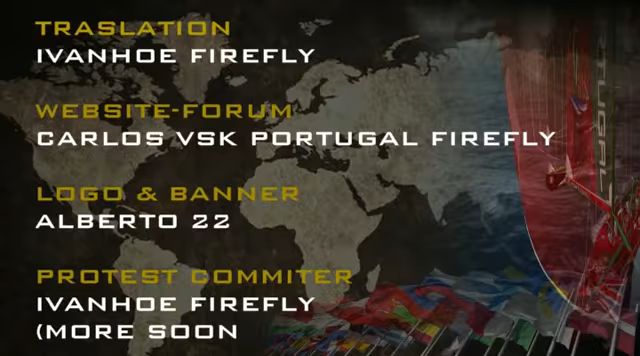 TRASLATION
IVANHOE FIREFLY
WEBSITE-FORUM
CARLOS VSK PORTUGAL FIREFLY
LOGO & BANNER
ALBERTO 22
PROTEST COMMITER
IVANHOE FIREFLY
(MORE SOON